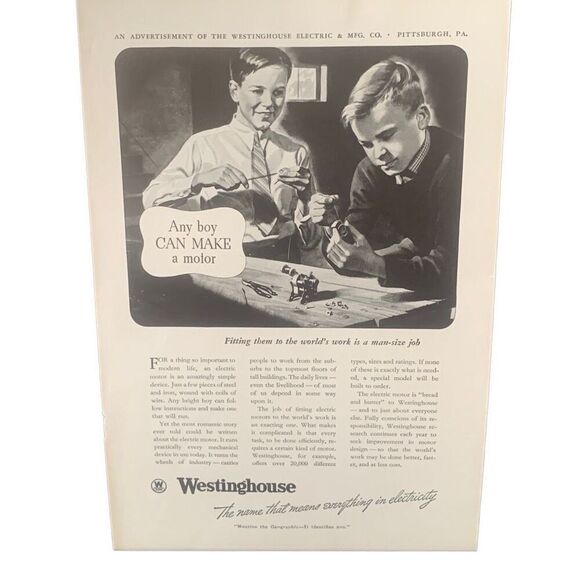 AN ADVERTISEMENT OF THE WESTINGHOUSE ELECTRIC & MFG. CO. · PITTSBURGH, PA.
Any boy
CAN MAKE
a motor
Fitting them to the world's work is a man-size job
FOR a thing so important to
modern life, an electric
motor is an amazingly simple
device. Just a few pieces of steel
and iron, wound with coils of
wire. Any bright boy can fol-
low instructions and make one
that will run.
Yet the most romantic story
ever told could be written
about the electric motor. It runs
practically every mechanical
device in use today. It turns the
wheels of industry—carries
people to work from the sub-
urbs to the topmost floors of
tall buildings. The daily lives—
even the livelihood—of most
of us depend in some way
upon it.
The job of fitting electric
motors to the world's work is
an exacting one. What makes
it complicated is that every
task, to be done efficiently, re-
quires a certain kind of motor.
Westinghouse, for example,
offers over 20,000 different
types, sizes and ratings. If none
of these is exactly what is need-
ed, a special model will be
built to order.
The electric motor is "bread
and butter" to Westinghouse
—and to just about everyone
else. Fully conscious of its re-
sponsibility, Westinghouse re-
search continues each year to
seek improvement in motor
design—so that the world's
work may be done better, fast-
er, and at less cost.
W Westinghouse
The name that means everything in electricity
"Mention the Geographic—It identifies you."